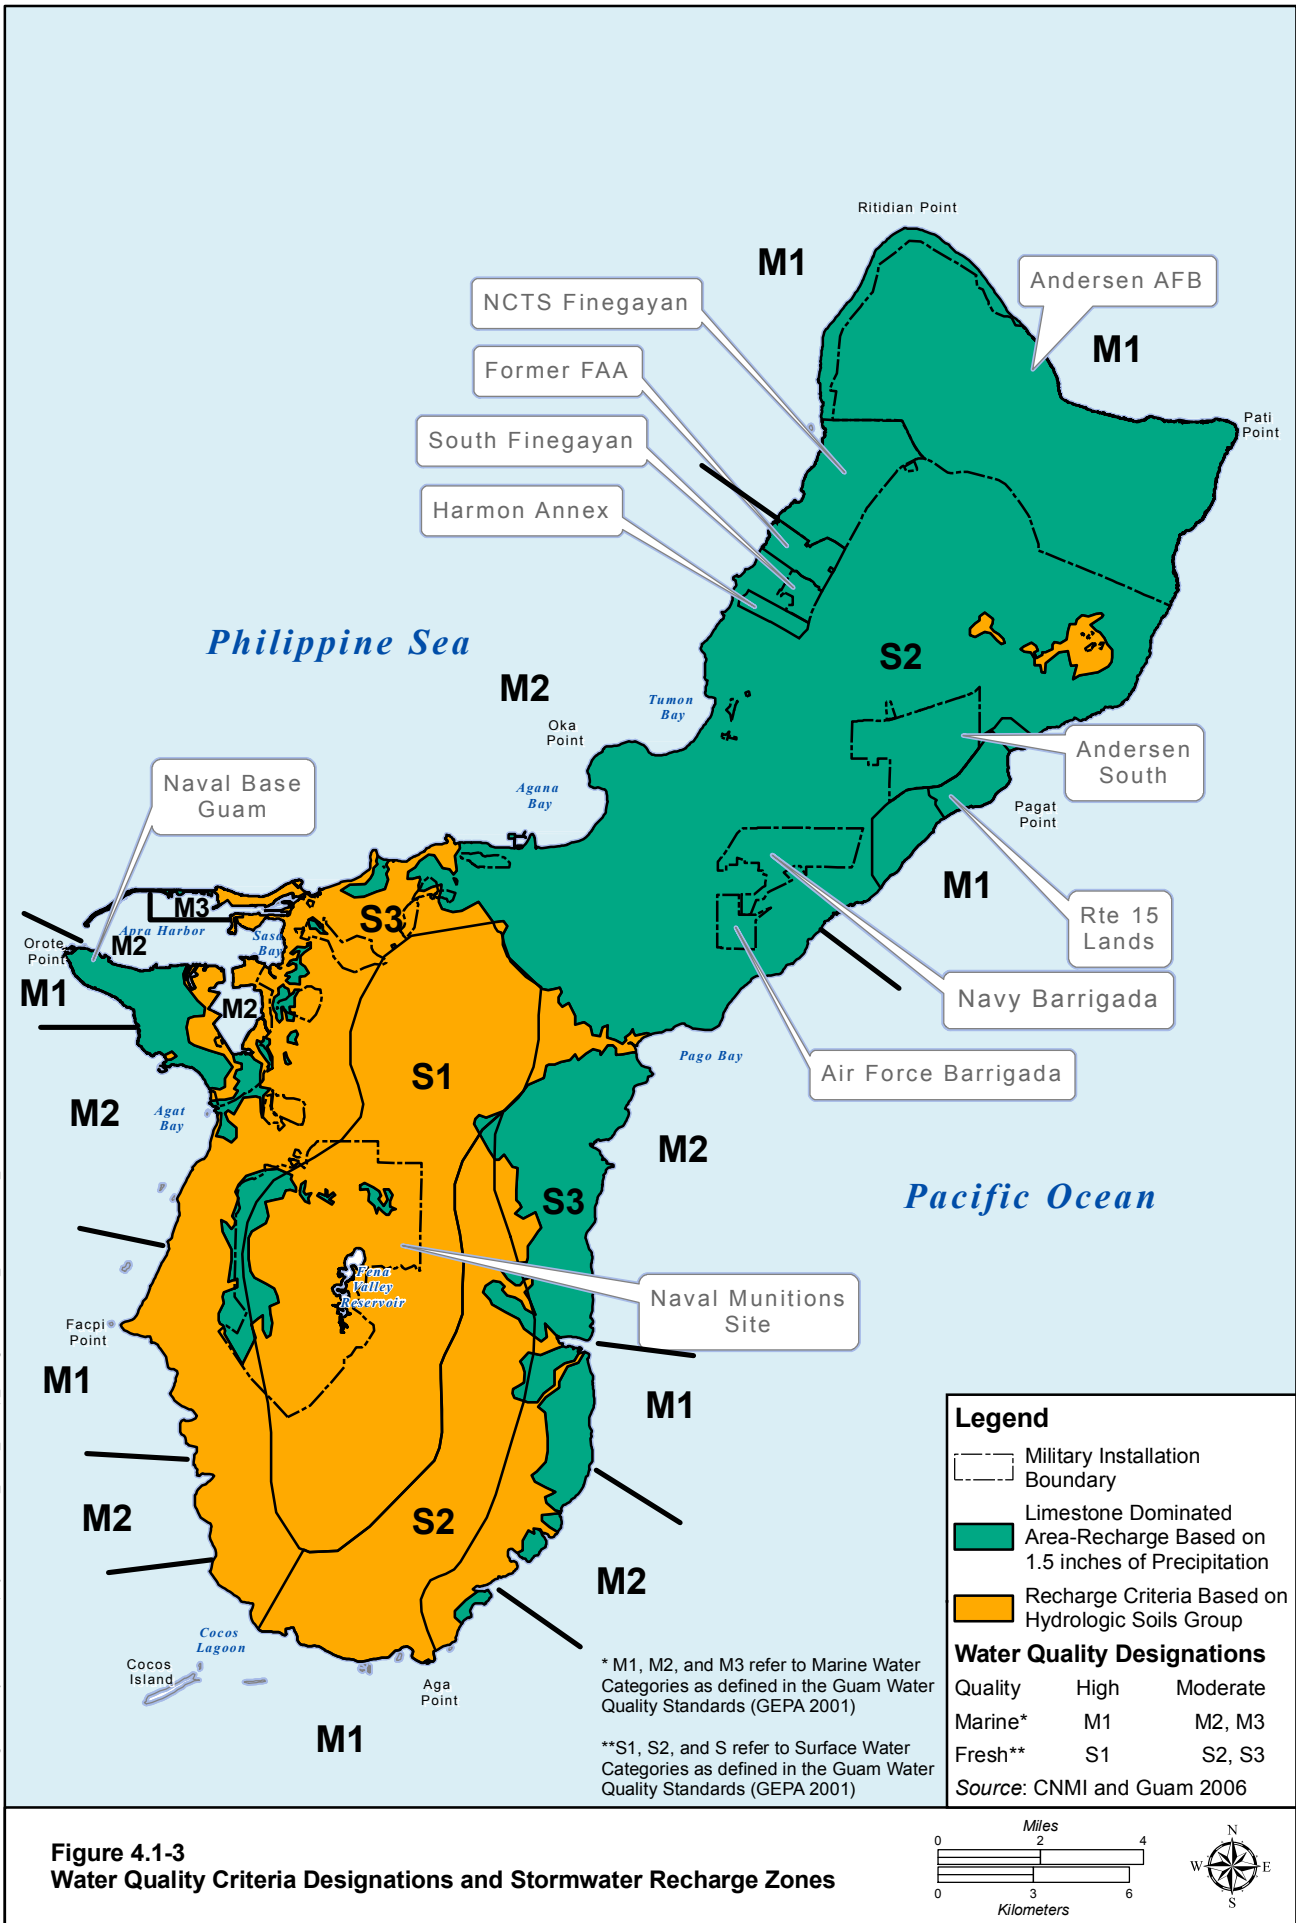 Ritidian Point
M1
Andersen AFB
NCTS Finegayan
M1
Former FAA
Pati
Point
South Finegayan
Harmon Annex
Philippine Sea
S2
M2
Tumon
Bay
Oka
Point
Andersen
South
Naval Base
Guam
Agana
Bay
Pagat
Point
M1
M3
S3
Rte 15
Lands
Apra Harbor
Sasa
Bay
Orote
Point
M2
M1
Navy Barrigada
M2
Pago Bay
Air Force Barrigada
S1
M2
Agat
Bay
M2
S3
Pacific Ocean
Fena
Valley
Reservoir
Naval Munitions
Site
Facpi
Point
M1
M1
M2
S2
M2
Cocos
Lagoon
Cocos
Island
Aga
Point
M1
* M1, M2, and M3 refer to Marine Water
Categories as defined in the Guam Water
Quality Standards (GEPA 2001)
**S1, S2, and S refer to Surface Water
Categories as defined in the Guam Water
Quality Standards (GEPA 2001)
Legend
Military Installation
Boundary
Limestone Dominated
Area-Recharge Based on
1.5 inches of Precipitation
Recharge Criteria Based on
Hydrologic Soils Group
Water Quality Designations
Quality High Moderate
Marine* M1 M2, M3
Fresh** S1 S2, S3
Source: CNMI and Guam 2006
Figure 4.1-3
Water Quality Criteria Designations and Stormwater Recharge Zones
Miles
0 2 4
0 3 6
Kilometers
N
W E
S